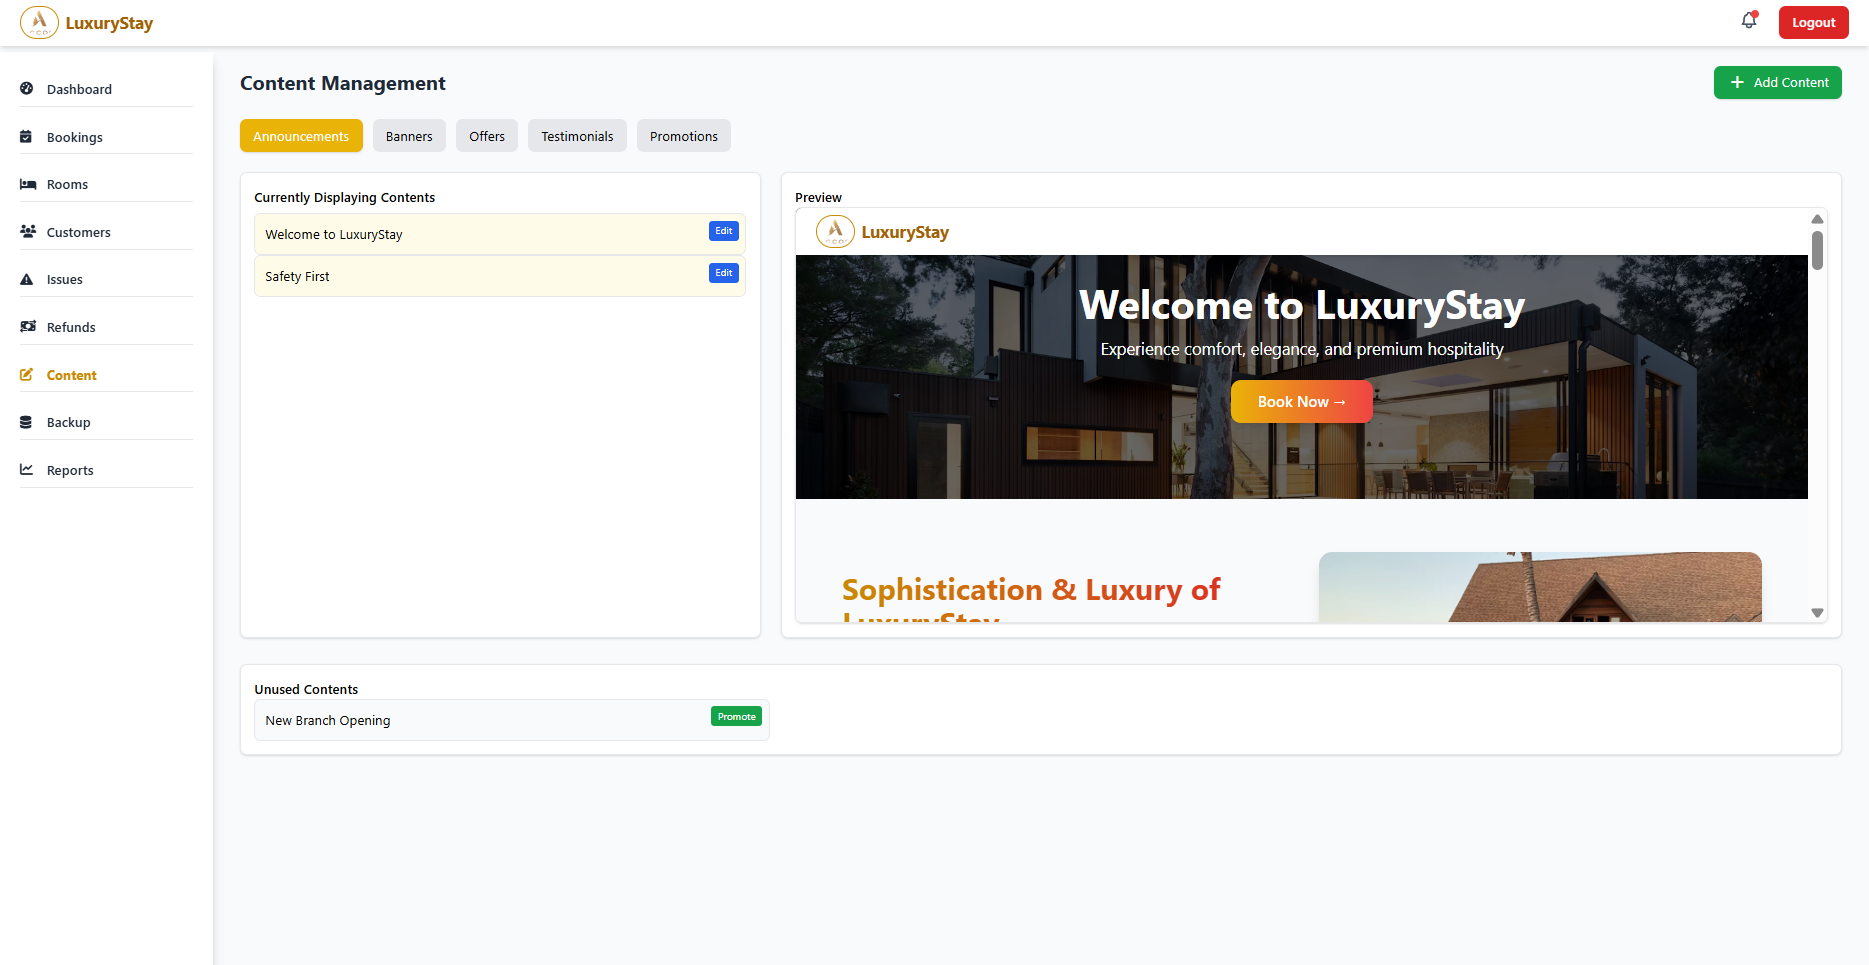 LuxuryStay
Logout
Dashboard
Bookings
Rooms
Customers
Issues
Refunds
Content
Backup
Reports
Content Management
Add Content
Announcements
Banners
Offers
Testimonials
Promotions
Currently Displaying Contents
Welcome to LuxuryStay
Edit
Safety First
Edit
Preview
LuxuryStay
Welcome to LuxuryStay
Experience comfort, elegance, and premium hospitality
Book Now →
Sophistication & Luxury of
LuxuryStay
Unused Contents
New Branch Opening
Promote